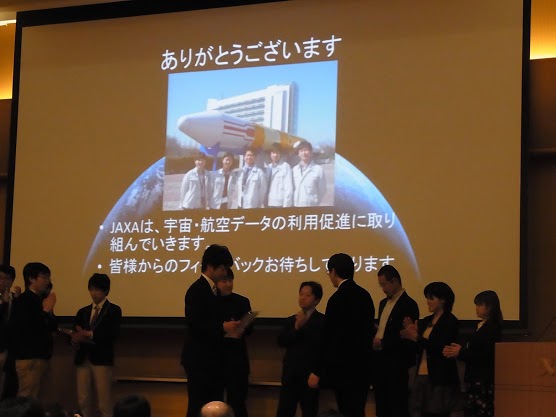 ありがとうございます
• JAXAは、宇宙・航空データの利用促進に取り
組んでいきます。
• 皆様からのフィ バックお待ちして ります